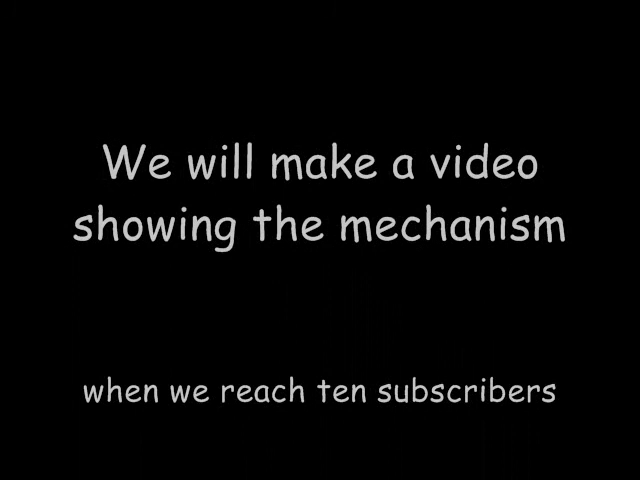 We will make a video
showing the mechanism
when we reach ten subscribers